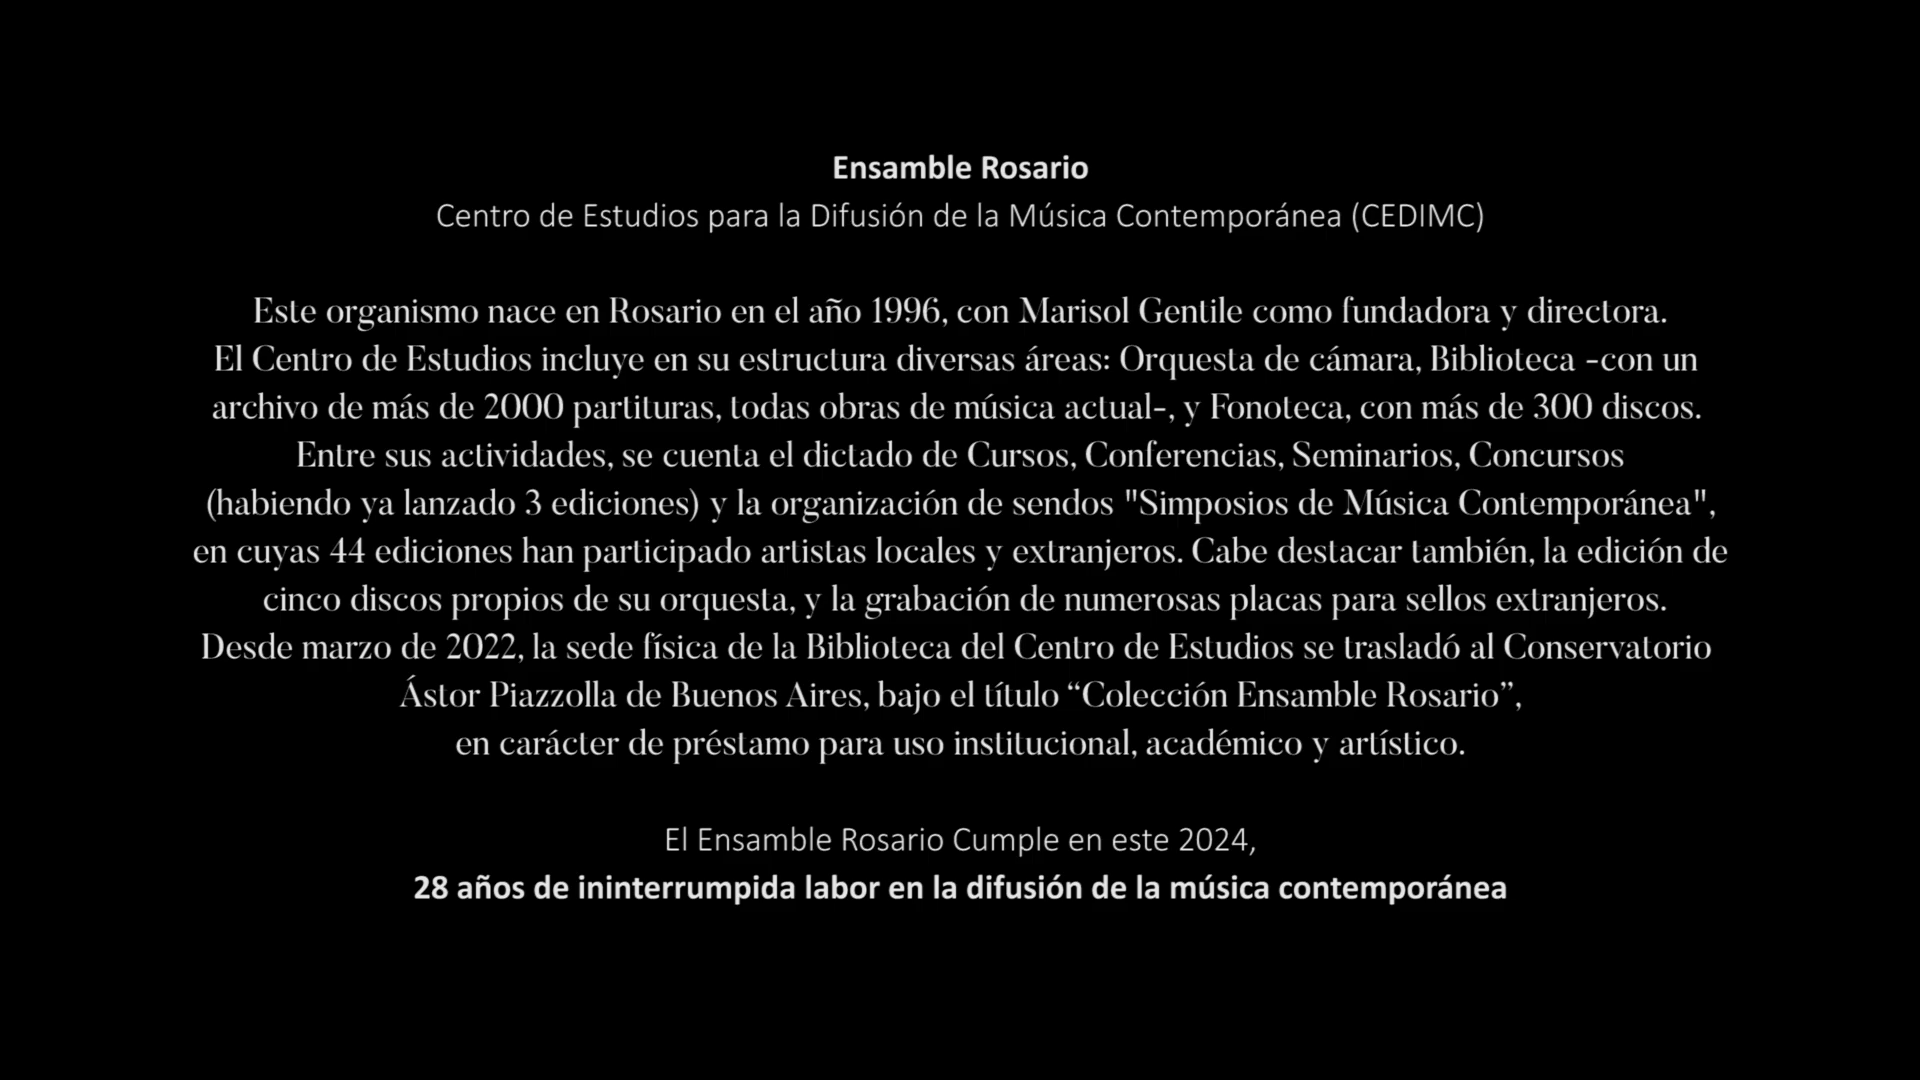 Ensamble Rosario
Centro de Estudios para la Difusión de la Música Contemporánea (CEDIMC)
Este organismo nace en Rosario en el año 1996, con Marisol Gentile como fundadora y directora.
El Centro de Estudios incluye en su estructura diversas áreas: Orquesta de cámara, Biblioteca -con un
archivo de más de 2000 partituras, todas obras de música actual-, y Fonoteca, con más de 300 discos.
Entre sus actividades, se cuenta el dictado de Cursos, Conferencias, Seminarios, Concursos
(habiendo ya lanzado 3 ediciones) y la organización de sendos "Simposios de Música Contemporánea",
en cuyas 44 ediciones han participado artistas locales y extranjeros. Cabe destacar también, la edición de
cinco discos propios de su orquesta, y la grabación de numerosas placas para sellos extranjeros.
Desde marzo de 2022, la sede física de la Biblioteca del Centro de Estudios se trasladó al Conservatorio
Ástor Piazzolla de Buenos Aires, bajo el título “Colección Ensamble Rosario”,
en carácter de préstamo para uso institucional, académico y artístico.
El Ensamble Rosario Cumple en este 2024,
28 años de ininterrumpida labor en la difusión de la música contemporánea